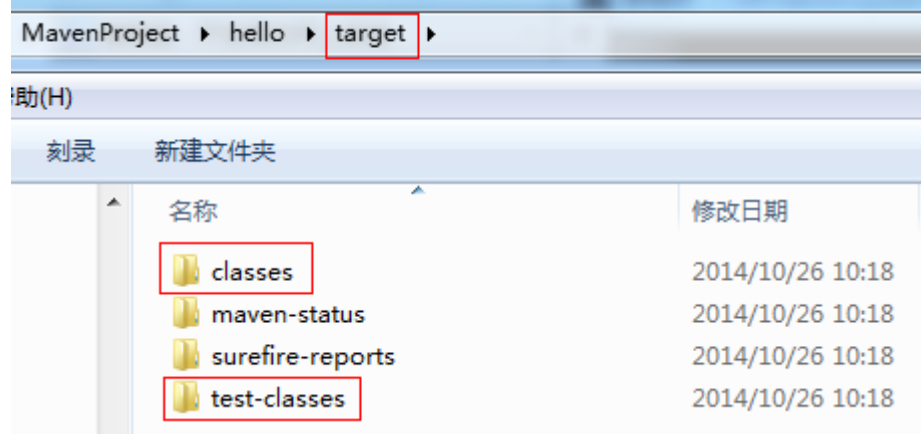 MavenProject ▸ hello ▸ target ▸
助(H)
刻录 新建文件夹
名称 修改日期
classes 2014/10/26 10:18
maven-status 2014/10/26 10:18
surefire-reports 2014/10/26 10:18
test-classes 2014/10/26 10:18